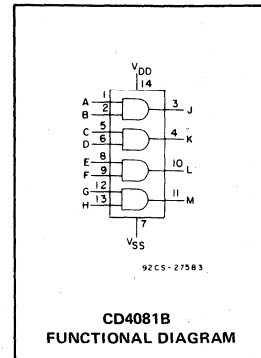 VDD
14
A 1
B 2
3 J
C 5
D 6
4 K
E 8
F 9
10 L
G 12
H 13
11 M
7
VSS
92CS-27583
CD4081B
FUNCTIONAL DIAGRAM